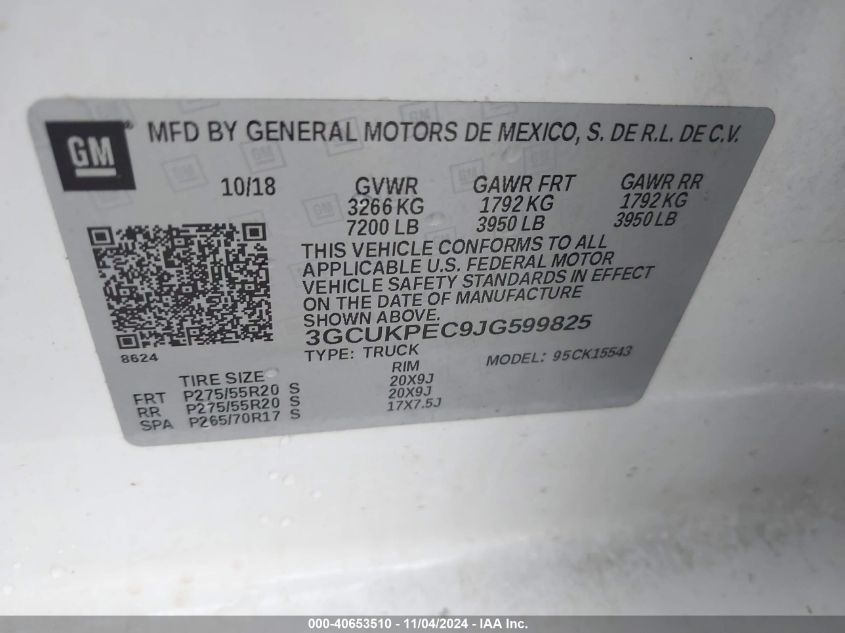 GM MFD BY GENERAL MOTORS DE MEXICO, S. DE R.L. DE C.V.
10/18 GVWR GAWR FRT GAWR RR
3266 KG 1792 KG 1792 KG
7200 LB 3950 LB 3950 LB
THIS VEHICLE CONFORMS TO ALL
APPLICABLE U.S. FEDERAL MOTOR
VEHICLE SAFETY STANDARDS IN EFFECT
ON THE DATE OF MANUFACTURE
SHOWN ABOVE.
3GCUKPEC9JG599825
8624 TYPE: TRUCK MODEL: 95CK15543
TIRE SIZE RIM
FRT P275/55R20 S 20X9J
RR P275/55R20 S 20X9J
SPA P265/70R17 S 17X7.5J
000-40653510 - 11/04/2024 - IAA Inc.